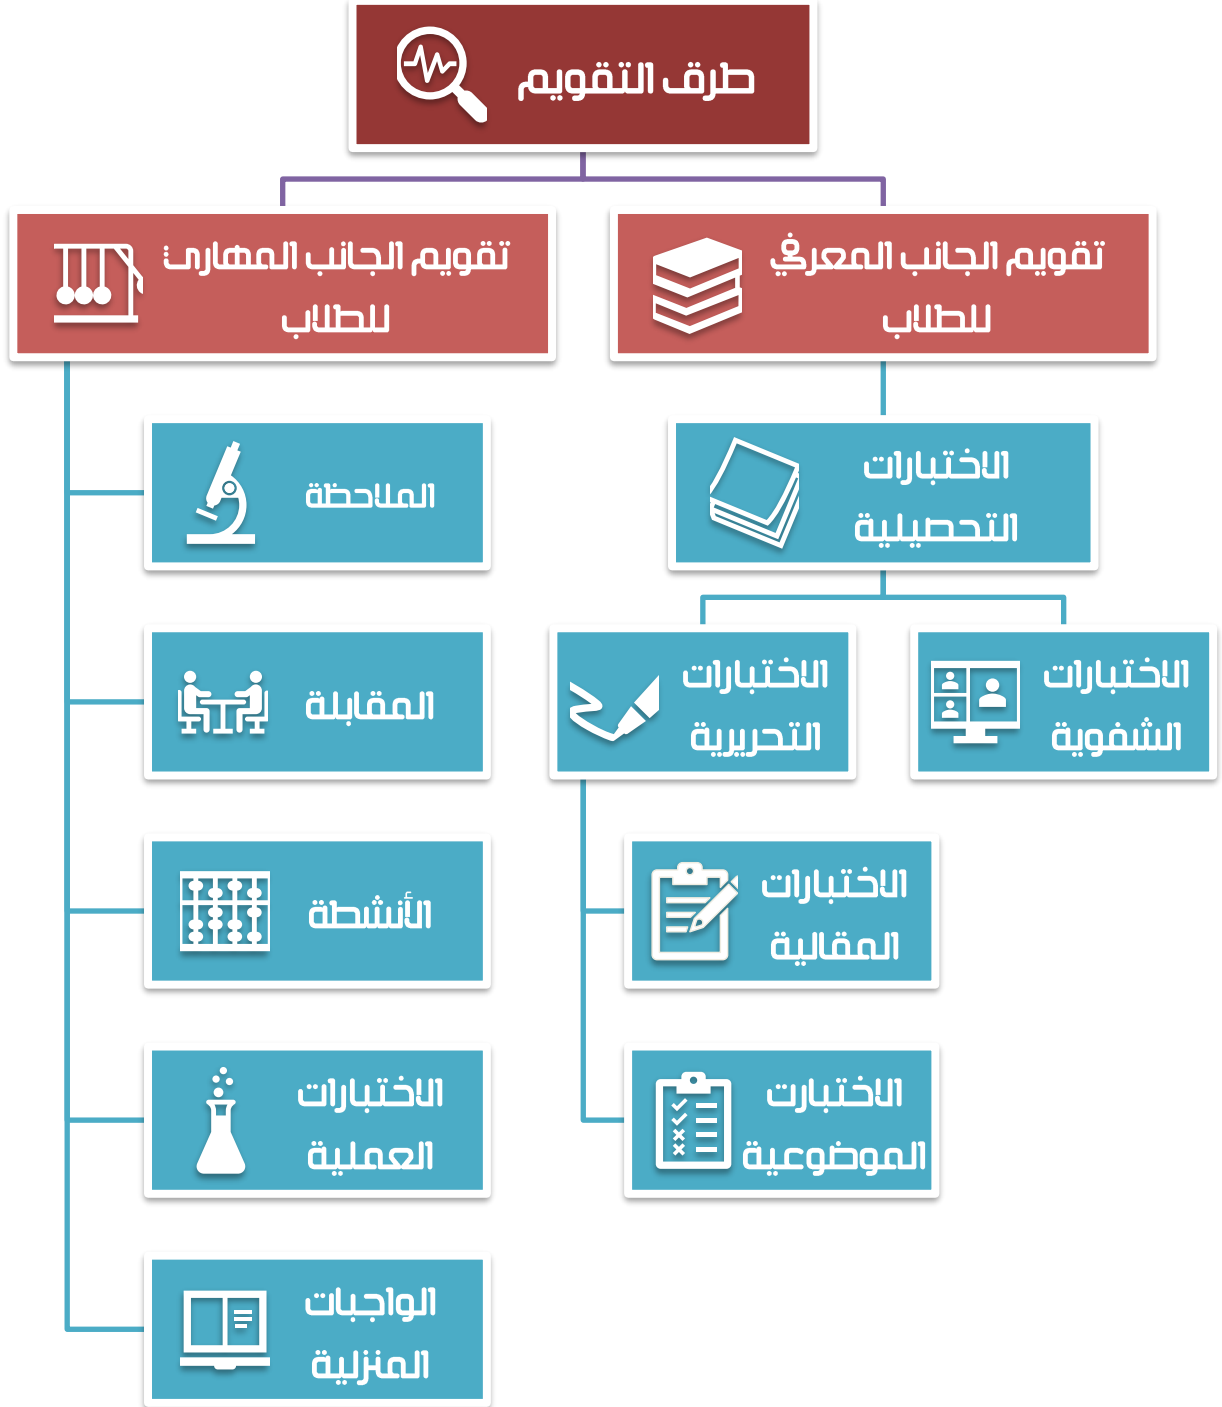 طرق التقويم
تقويم الجانب المعرفي
للطلاب
تقويم الجانب المهارى
للطلاب
الاختبارات
التحصيلية
الاختبارات
الشفوية
الاختبارات
التحريرية
الاختبارات
المقالية
الاختبارت
الموضوعية
الملاحظة
المقابلة
الأنشطة
الاختبارات
العملية
الواجبات
المنزلية